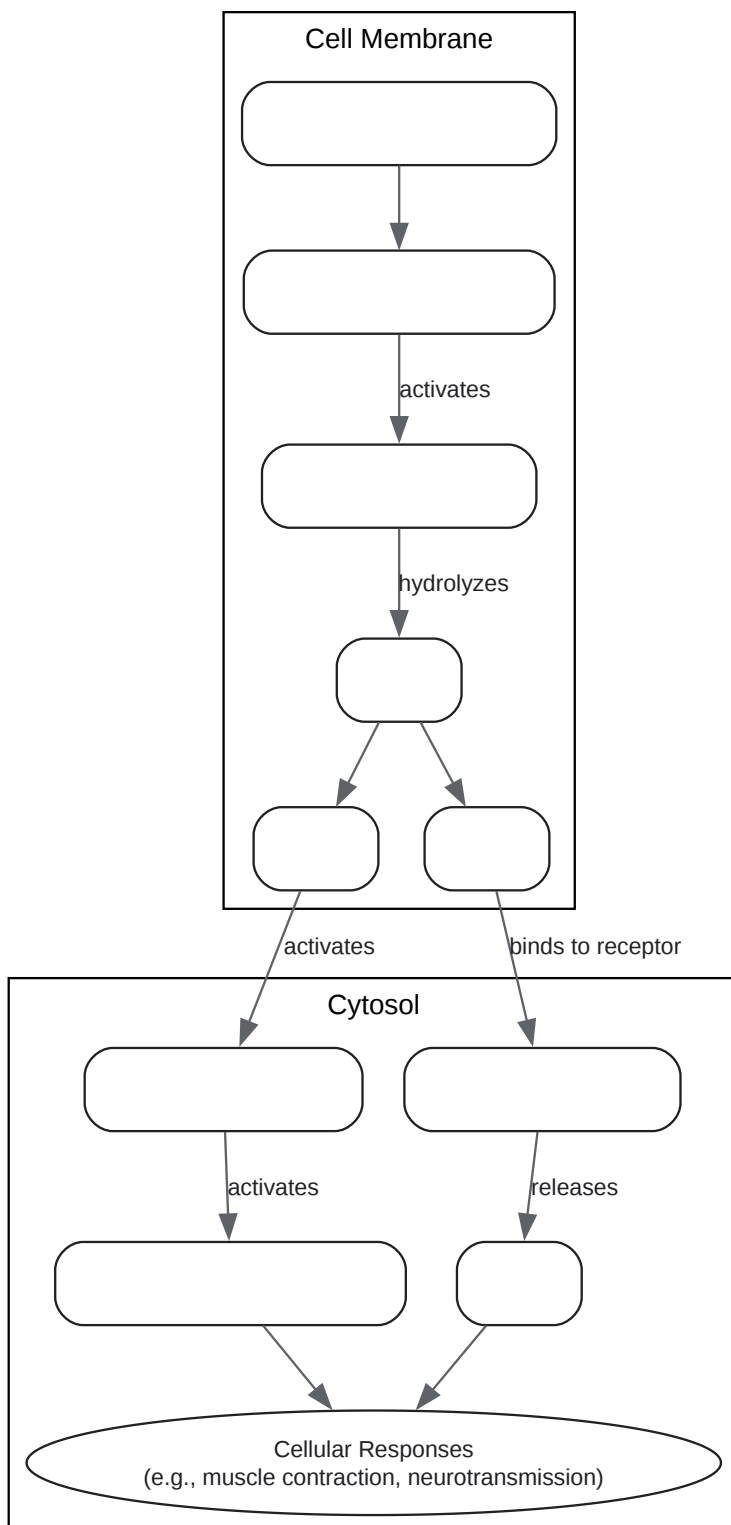 Cell Membrane
activates
hydrolyzes
activates
binds to receptor
Cytosol
activates
releases
Cellular Responses
(e.g., muscle contraction, neurotransmission)